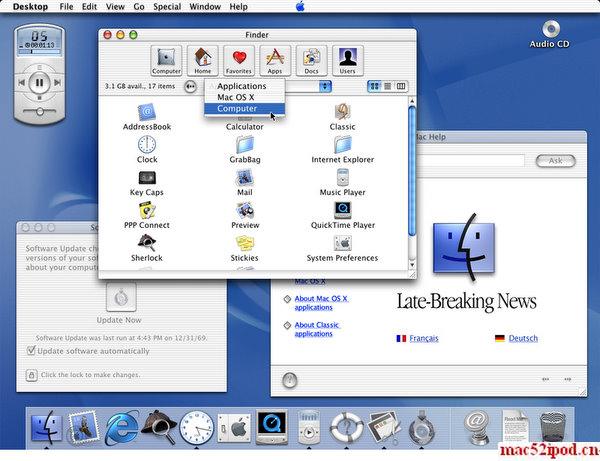 Desktop File Edit View Go Special Window Help
05
00:01.13
Audio CD
Finder
Computer Home Favorites Apps Docs Users
3.1 GB avail., 17 items
Applications
Mac OS X
Computer
AddressBook Calculator Classic
Clock GrabBag Internet Explorer
Key Caps Mail Music Player
PPP Connect Preview QuickTime Player
Sherlock Stickies System Preferences
Mac Help
Ask
Mac OS X
About Mac OS X
applications
About Classic
applications
Late-Breaking News
Français Deutsch
Software Update che
versions of your so
about your compute
Update Now
Software Update was last run at 4:43 PM on 12/31/69.
Update software automatically
Click the lock to make changes.
mac52ipod.cn